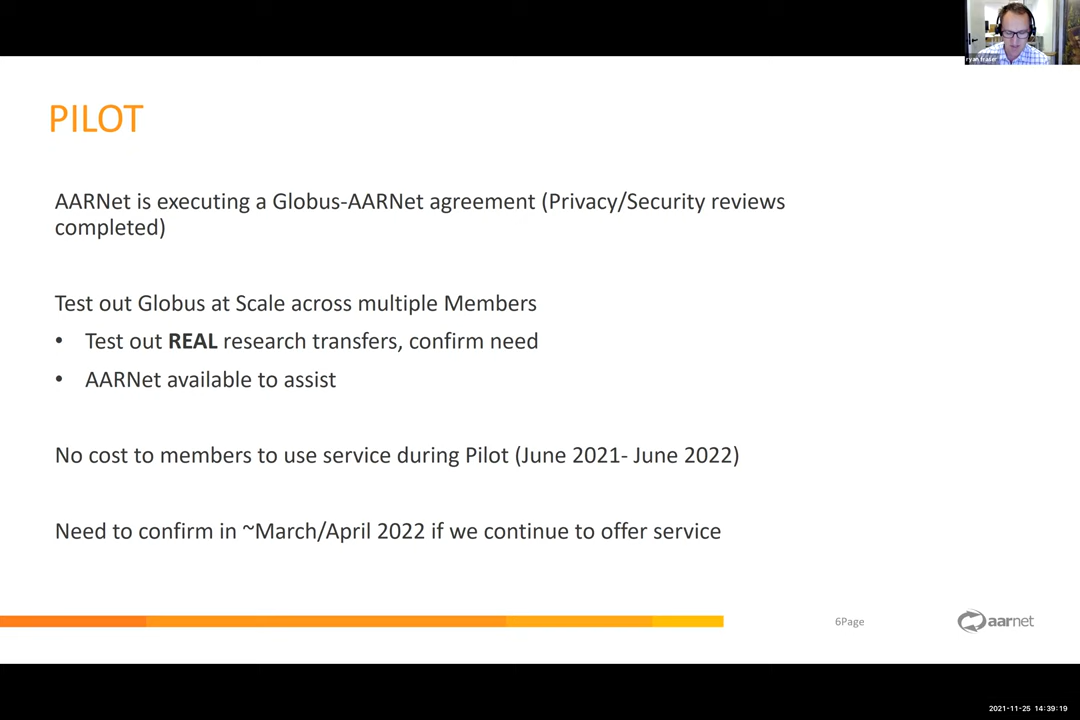 ryan fraser
PILOT
AARNet is executing a Globus-AARNet agreement (Privacy/Security reviews
completed)
Test out Globus at Scale across multiple Members
• Test out REAL research transfers, confirm need
• AARNet available to assist
No cost to members to use service during Pilot (June 2021- June 2022)
Need to confirm in ~March/April 2022 if we continue to offer service
6Page
aarnet
2021-11-25 14:39:19